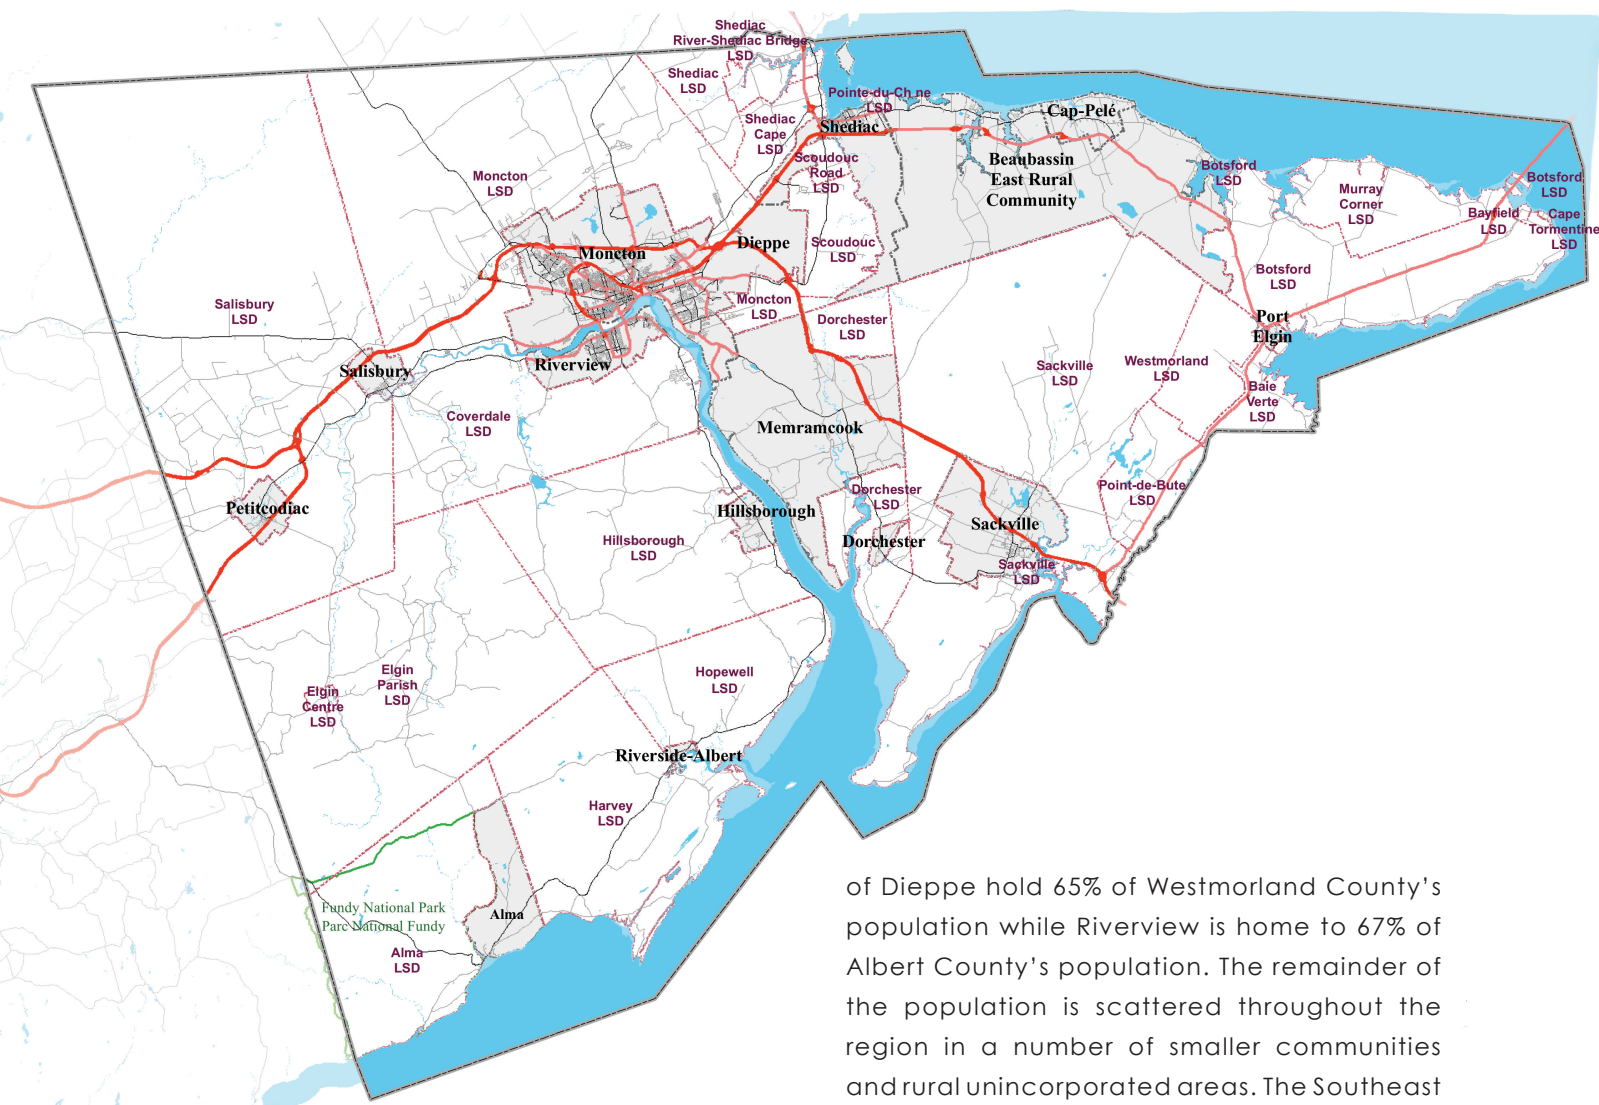 Shediac
River-Shediac Bridge
LSD
Shediac
LSD
Pointe-du-Ch ne
LSD
Shediac
Cape
LSD
Shediac
Cap-Pelé
Scoudouc
Road
LSD
Beaubassin
East Rural
Community
Botsford
LSD
Murray
Corner
LSD
Botsford
LSD
Bayfield
LSD
Cape
Tormentine
LSD
Moncton
LSD
Moncton
Dieppe
Scoudouc
LSD
Botsford
LSD
Salisbury
LSD
Moncton
LSD
Dorchester
LSD
Port
Elgin
Salisbury
Riverview
Sackville
LSD
Westmorland
LSD
Baie
Verte
LSD
Coverdale
LSD
Memramcook
Petitcodiac
Hillsborough
Dorchester
LSD
Point-de-Bute
LSD
Sackville
Hillsborough
LSD
Dorchester
Sackville
LSD
Elgin
Centre
LSD
Elgin
Parish
LSD
Hopewell
LSD
Riverside-Albert
Harvey
LSD
Fundy National Park
Parc National Fundy
Alma
Alma
LSD
of Dieppe hold 65% of Westmorland County’s
population while Riverview is home to 67% of
Albert County’s population. The remainder of
the population is scattered throughout the
region in a number of smaller communities
and rural unincorporated areas. The Southeast